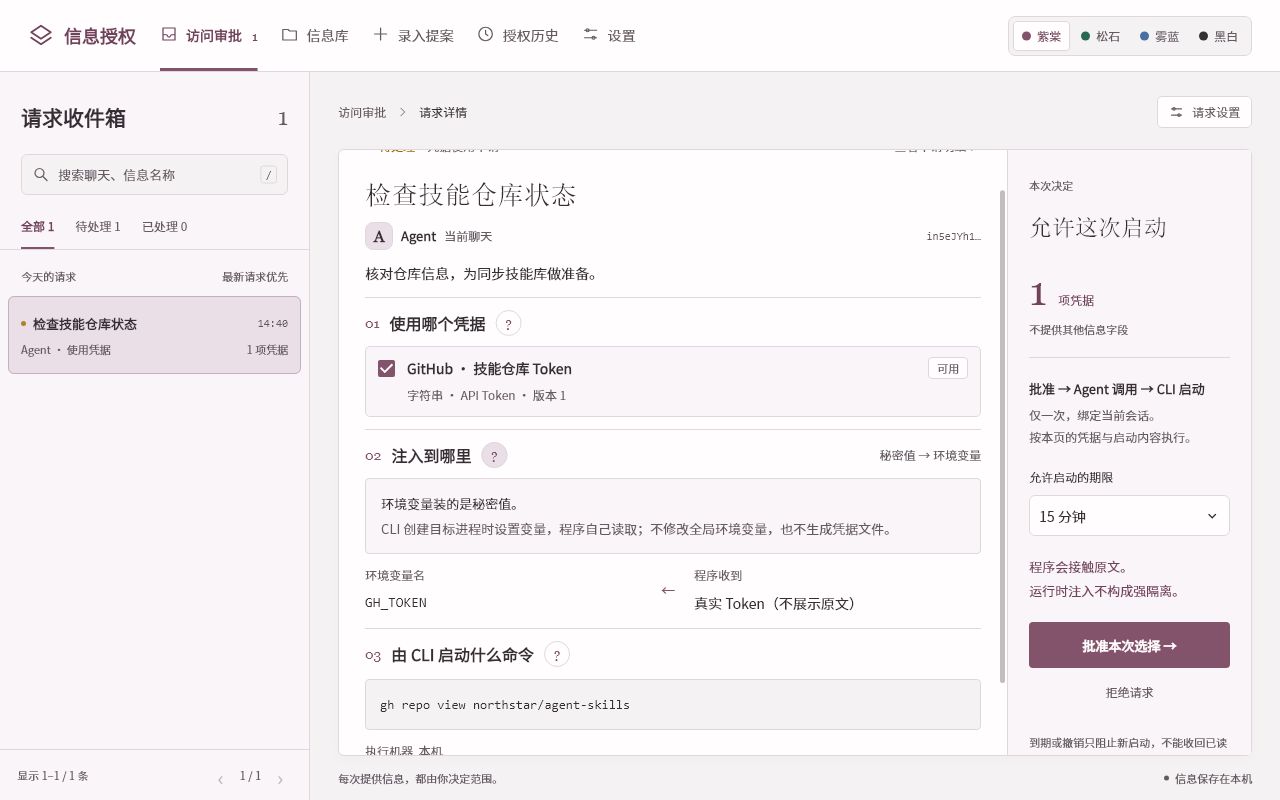 信息授权
访问审批 1
信息库
录入提案
授权历史
设置
紫棠
松石
雾蓝
黑白
请求收件箱 1
搜索聊天、信息名称 /
全部 1 待处理 1 已处理 0
今天的请求 最新请求优先
检查技能仓库状态 14:40
Agent · 使用凭据 1 项凭据
显示 1–1 / 1 条 ‹ 1 / 1 ›
访问审批 > 请求详情
请求设置
检查技能仓库状态
A Agent 当前聊天 in5eJYh1…
核对仓库信息，为同步技能库做准备。
01 使用哪个凭据 ?
GitHub · 技能仓库 Token 可用
字符串 · API Token · 版本 1
02 注入到哪里 ? 秘密值 → 环境变量
环境变量装的是秘密值。
CLI 创建目标进程时设置变量，程序自己读取；不修改全局环境变量，也不生成凭据文件。
环境变量名 ← 程序收到
GH_TOKEN 真实 Token（不展示原文）
03 由 CLI 启动什么命令 ?
gh repo view northstar/agent-skills
执行机器 本机
本次决定
允许这次启动
1 项凭据
不提供其他信息字段
批准 → Agent 调用 → CLI 启动
仅一次，绑定当前会话。
按本页的凭据与启动内容执行。
允许启动的期限
15 分钟
程序会接触原文。
运行时注入不构成强隔离。
批准本次选择 →
拒绝请求
到期或撤销只阻止新启动，不能收回已读
每次提供信息，都由你决定范围。
信息保存在本机